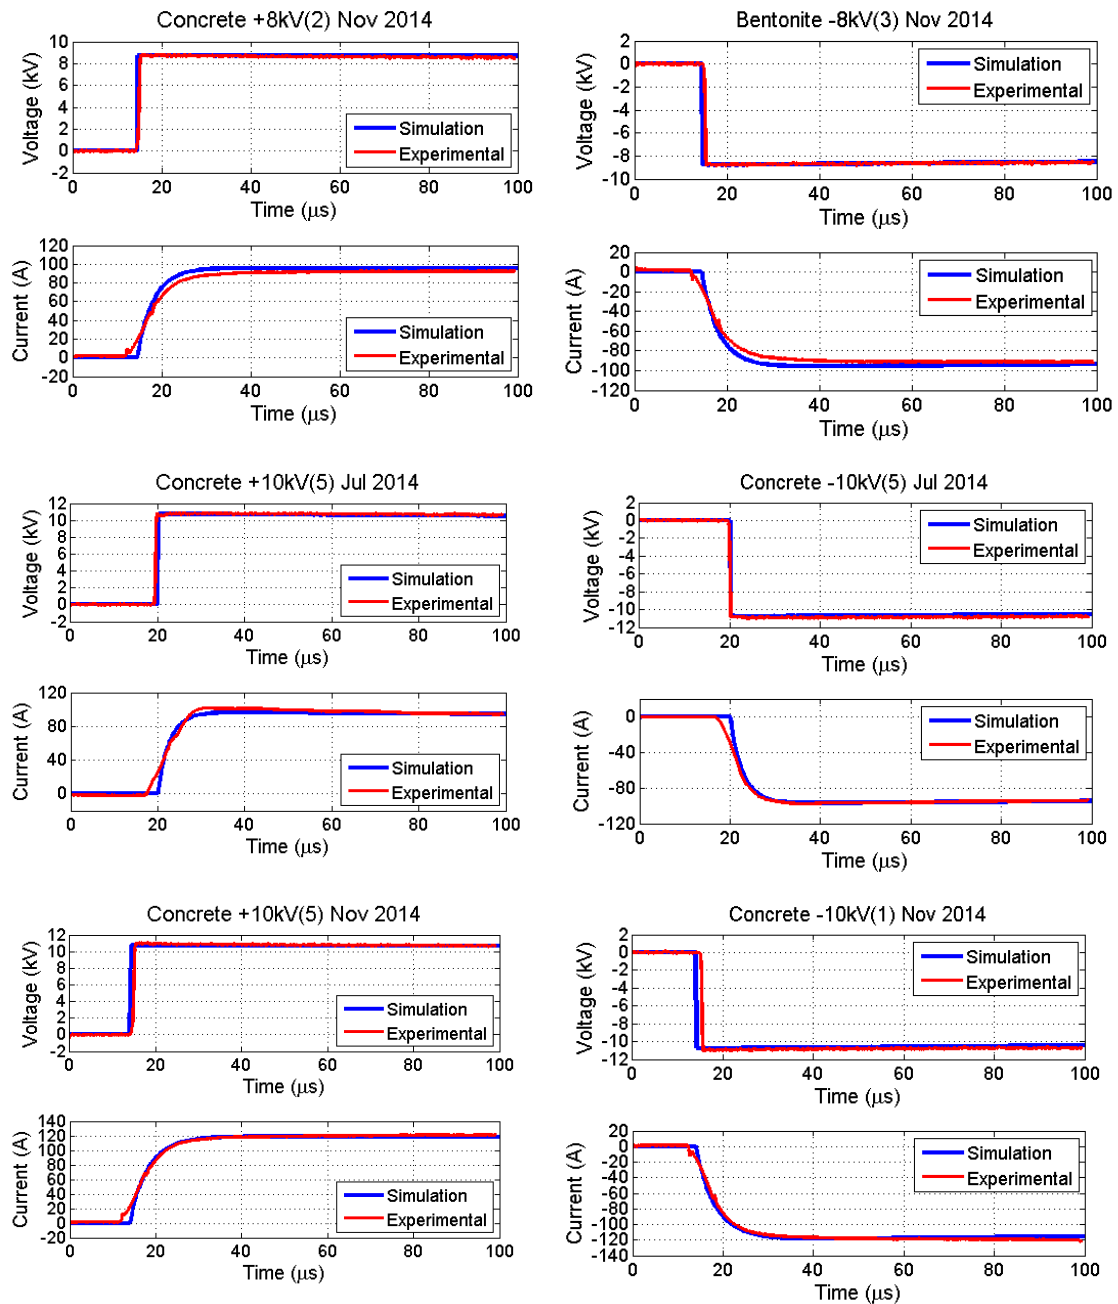 Concrete +8kV(2) Nov 2014
10
8
6
4
2
0
-2
Voltage (kV)
Simulation
Experimental
0 20 40 60 80 100
Time (μs)
120
100
80
60
40
20
0
-20
Current (A)
Simulation
Experimental
0 20 40 60 80 100
Time (μs)
Bentonite -8kV(3) Nov 2014
2
0
-2
-4
-6
-8
-10
Voltage (kV)
Simulation
Experimental
0 20 40 60 80 100
Time (μs)
20
0
-20
-40
-60
-80
-100
-120
Current (A)
Simulation
Experimental
0 20 40 60 80 100
Time (μs)
Concrete +10kV(5) Jul 2014
12
10
8
6
4
2
0
-2
Voltage (kV)
Simulation
Experimental
0 20 40 60 80 100
Time (μs)
120
80
40
0
Current (A)
Simulation
Experimental
0 20 40 60 80 100
Time (μs)
Concrete -10kV(5) Jul 2014
2
0
-2
-4
-6
-8
-10
-12
Voltage (kV)
Simulation
Experimental
0 20 40 60 80 100
Time (μs)
0
-40
-80
-120
Current (A)
Simulation
Experimental
0 20 40 60 80 100
Time (μs)
Concrete +10kV(5) Nov 2014
12
10
8
6
4
2
0
-2
Voltage (kV)
Simulation
Experimental
0 20 40 60 80 100
Time (μs)
140
120
100
80
60
40
20
0
-20
Current (A)
Simulation
Experimental
0 20 40 60 80 100
Time (μs)
Concrete -10kV(1) Nov 2014
2
0
-2
-4
-6
-8
-10
-12
Voltage (kV)
Simulation
Experimental
0 20 40 60 80 100
Time (μs)
20
0
-20
-40
-60
-80
-100
-120
-140
Current (A)
Simulation
Experimental
0 20 40 60 80 100
Time (μs)